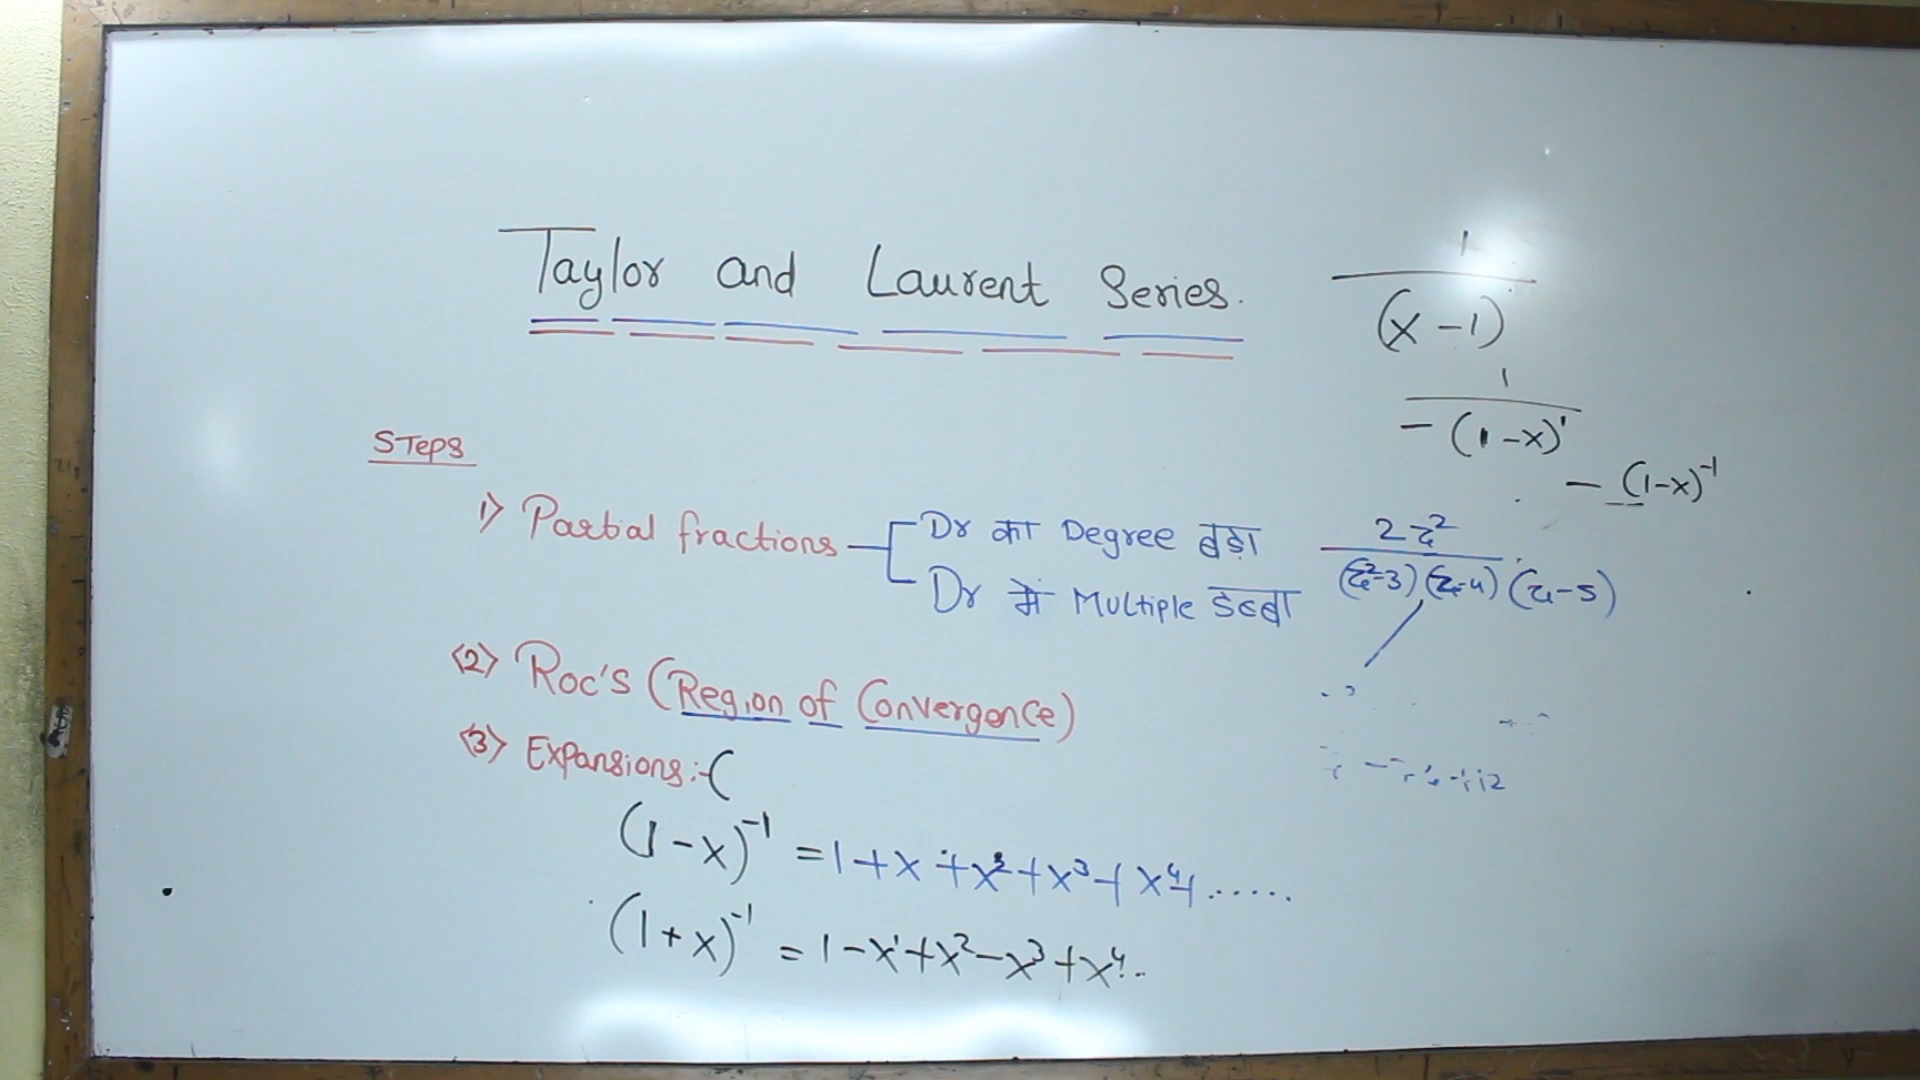 Taylor and Laurent Series.
1
(x-1)
1
-(1-x)¹
-(1-x)⁻¹
STEPS
1) Partial fractions
Dr का Degree बड़ा
Dr में Multiple डब्बा
2z²
(z²-3)(z-4)(z-5)
(2) Roc's (Region of Convergence)
(3) Expansions:-(
(1-x)⁻¹ = 1+x+x²+x³+x⁴+.....
(1+x)⁻¹ = 1-x¹+x²-x³+x⁴..